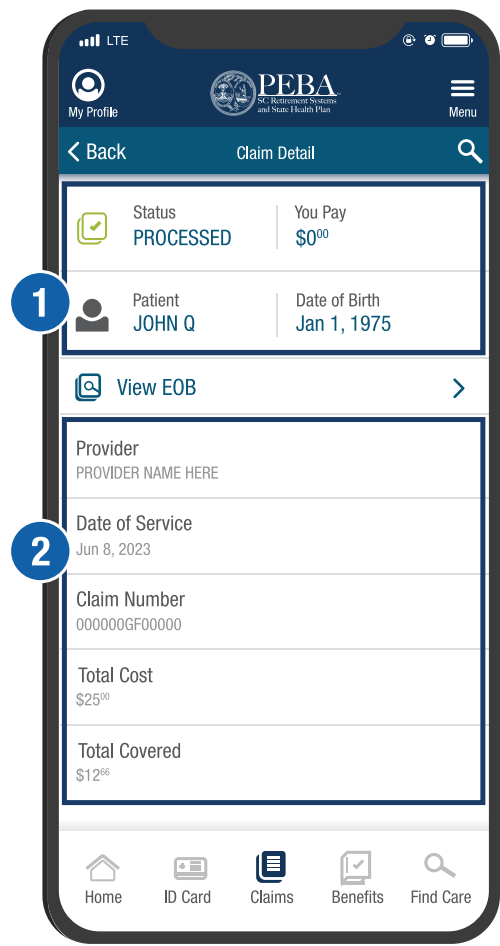 LTE
My Profile
PEBA
SC Retirement Systems
and State Health Plan
Menu
Back
Claim Detail
Status
PROCESSED
You Pay
$0⁰⁰
1
Patient
JOHN Q
Date of Birth
Jan 1, 1975
View EOB
Provider
PROVIDER NAME HERE
2
Date of Service
Jun 8, 2023
Claim Number
000000GF00000
Total Cost
$25⁰⁰
Total Covered
$12⁶⁶
Home
ID Card
Claims
Benefits
Find Care